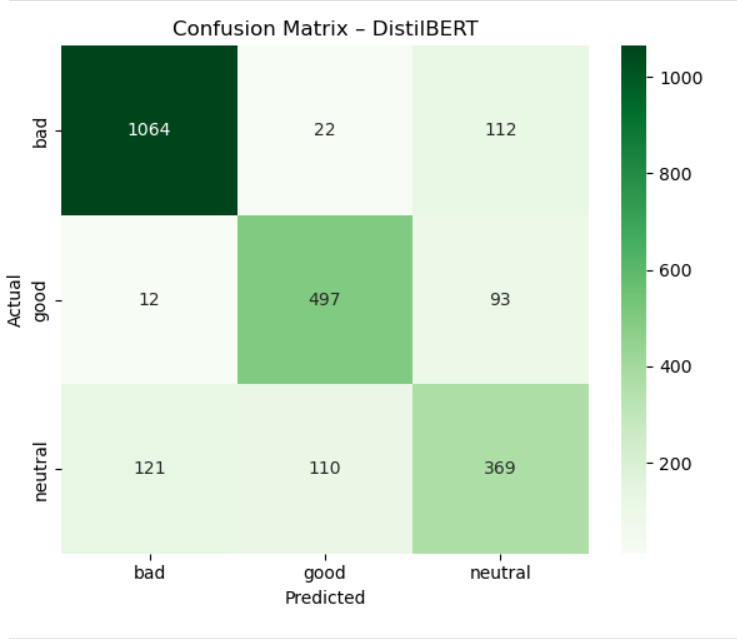 Confusion Matrix – DistilBERT
bad 1064 22 112
good 12 497 93
neutral 121 110 369
Actual
bad good neutral
Predicted
1000
800
600
400
200